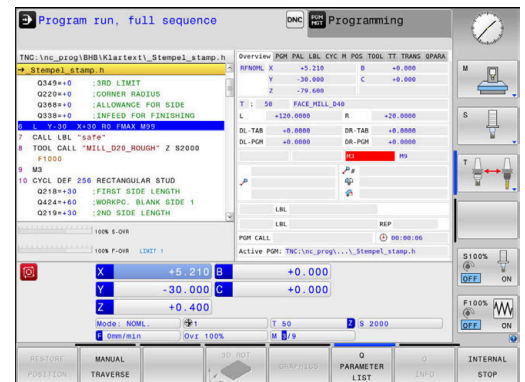 Program run, full sequence
DNC
PGM MGT
Programming
TNC:\nc_prog\BHB\Klartext\_Stempel_stamp.h
→_Stempel_stamp.h
Q349=+0 ;3RD LIMIT
Q220=+0 ;CORNER RADIUS
Q368=+0 ;ALLOWANCE FOR SIDE
Q338=+0 ;INFEED FOR FINISHING
6 L Y-30 X+30 R0 FMAX M99
7 CALL LBL "safe"
8 TOOL CALL "MILL_D20_ROUGH" Z S2000
F1000
9 M3
10 CYCL DEF 256 RECTANGULAR STUD
Q218=+30 ;FIRST SIDE LENGTH
Q424=+60 ;WORKPC. BLANK SIDE 1
Q219=+30 ;2ND SIDE LENGTH
100% S-OVR
100% F-OVR LIMIT 1
Overview PGM PAL LBL CYC M POS TOOL TT TRANS QPARA
RFNOML X +5.210 B +0.000
Y -30.000 C +0.000
Z -79.600
T : 50 FACE_MILL_D40
L +120.0000 R +20.0000
DL-TAB +0.0000 DR-TAB +0.0000
DL-PGM +0.0000 DR-PGM +0.0000
M3 M9
LBL
LBL REP
PGM CALL 00:00:06
Active PGM: TNC:\nc_prog\...\_Stempel_stamp.h
X +5.210 B +0.000
Y -30.000 C +0.000
Z +0.400
Mode: NOML. 1 T 50 Z S 2000
F 0mm/min Ovr 100% M 5/9
M
S
T
S100%
OFF ON
F100%
OFF ON
RESTORE POSITION
MANUAL TRAVERSE
3D ROT
GRAPHICS
Q PARAMETER LIST
Q INFO
INTERNAL STOP